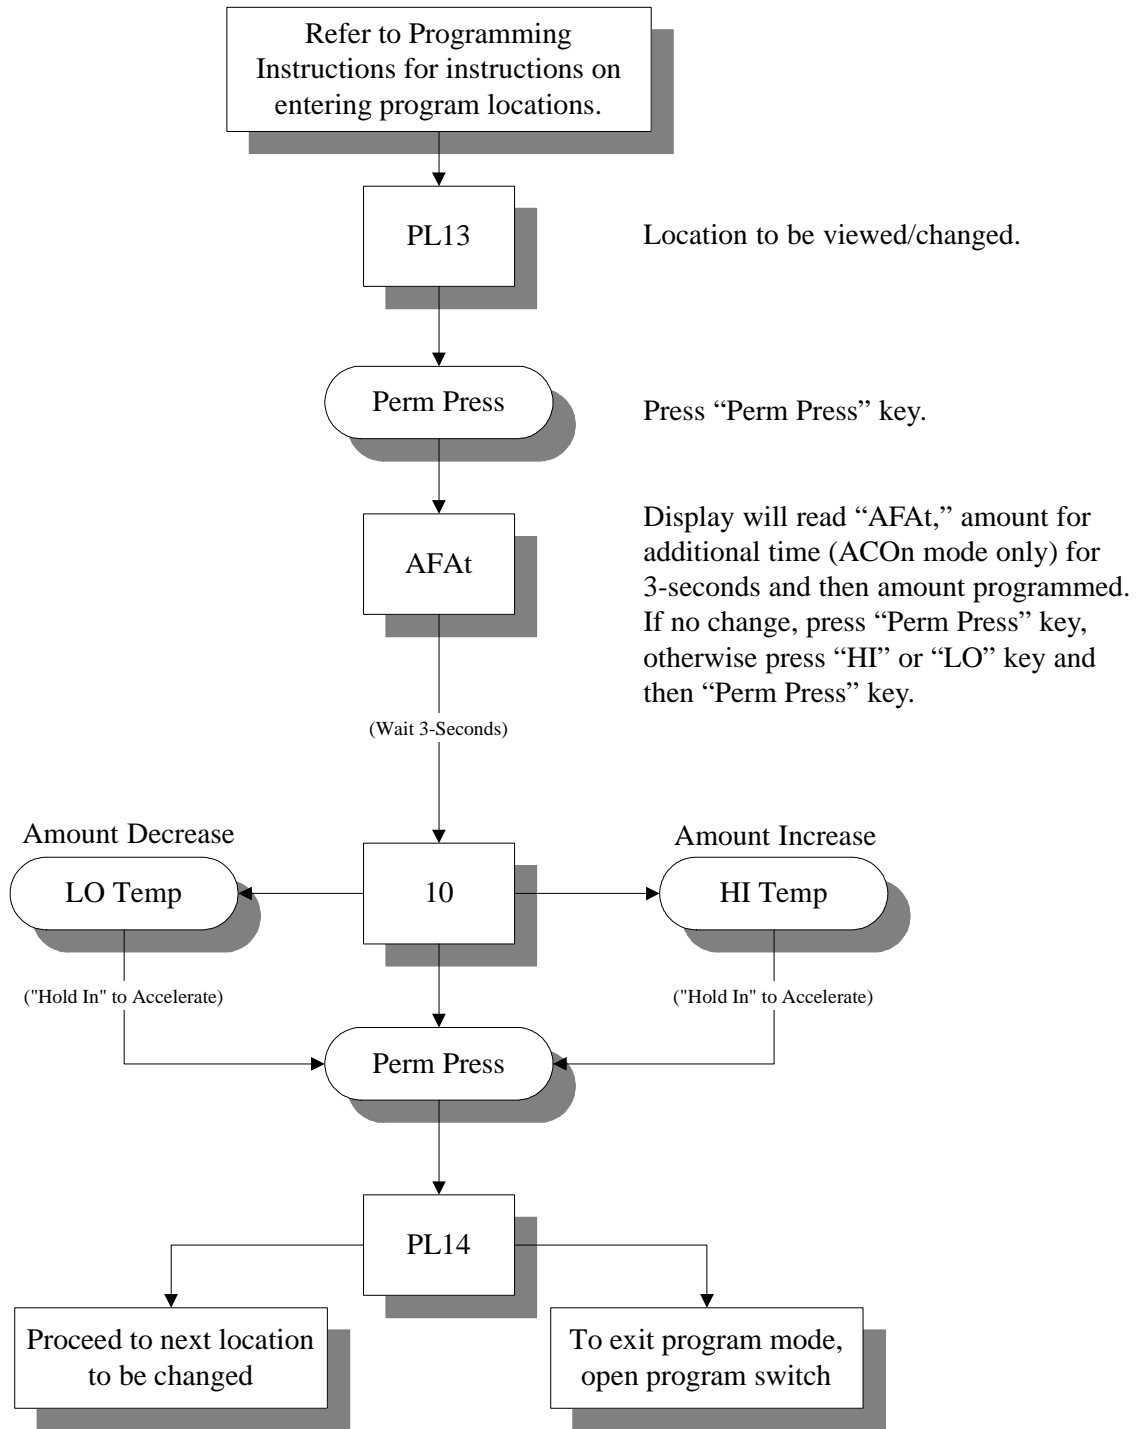 Refer to Programming
Instructions for instructions on
entering program locations.
PL13
Location to be viewed/changed.
Perm Press
Press “Perm Press” key.
AFAt
Display will read “AFAt,” amount for
additional time (ACOn mode only) for
3-seconds and then amount programmed.
If no change, press “Perm Press” key,
otherwise press “HI” or “LO” key and
then “Perm Press” key.
(Wait 3-Seconds)
Amount Decrease
Amount Increase
LO Temp
10
HI Temp
("Hold In" to Accelerate)
("Hold In" to Accelerate)
Perm Press
PL14
Proceed to next location
to be changed
To exit program mode,
open program switch